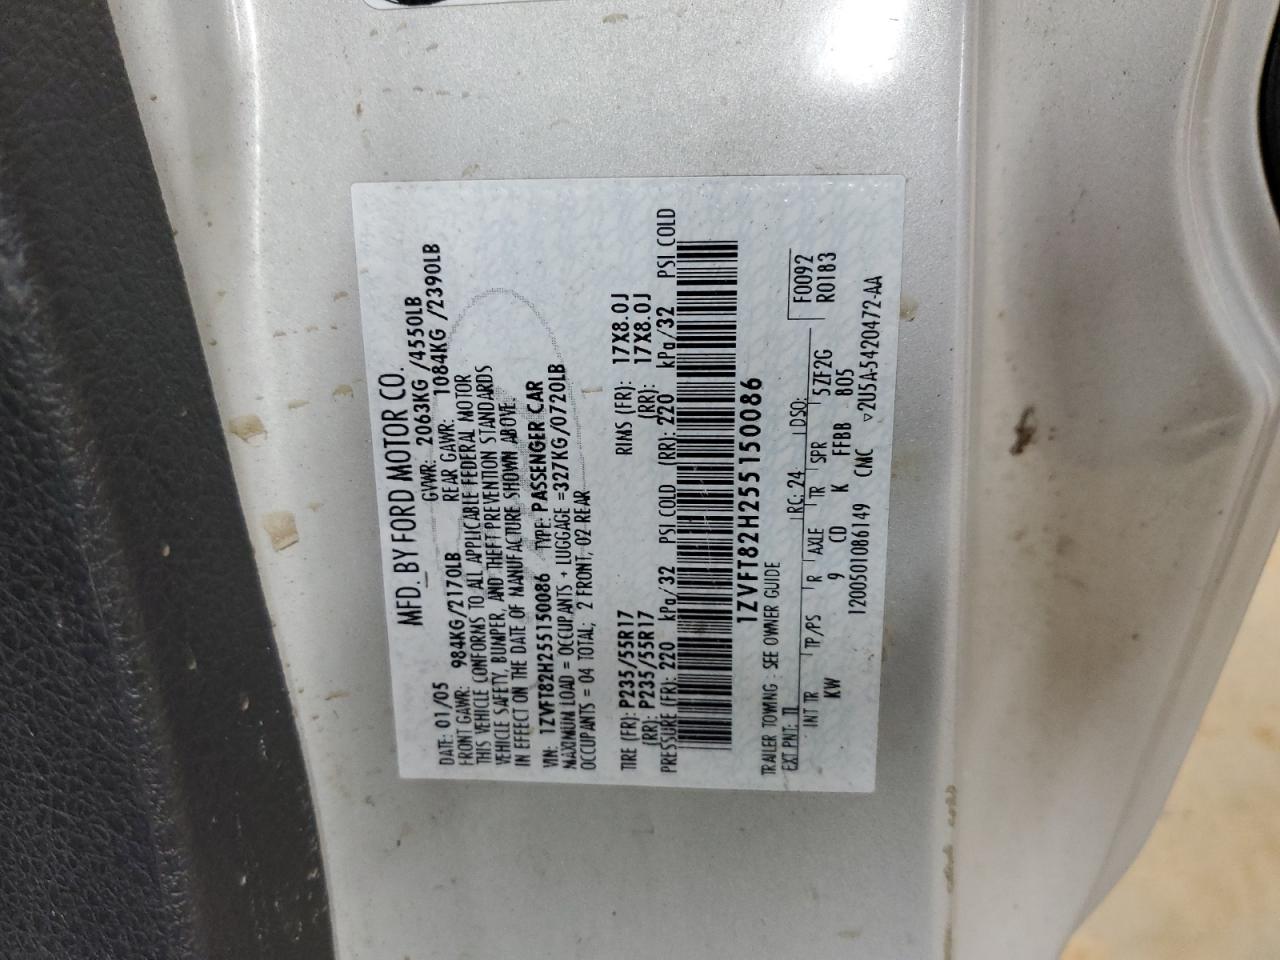 MFD. BY FORD MOTOR CO.
DATE: 01/05 GVWR: 2063KG /4550LB
FRONT GAWR: 984KG/2170LB REAR GAWR: 1084KG /2390LB
THIS VEHICLE CONFORMS TO ALL APPLICABLE FEDERAL MOTOR
VEHICLE SAFETY, BUMPER, AND THEFT PREVENTION STANDARDS
IN EFFECT ON THE DATE OF MANUFACTURE SHOWN ABOVE.
VIN: 1ZVFT82H255150086 TYPE: PASSENGER CAR
MAXIMUM LOAD = OCCUPANTS + LUGGAGE =327KG/0720LB
OCCUPANTS = 04 TOTAL; 2 FRONT, 02 REAR
TIRE (FR): P235/55R17 RIMS (FR): 17X8.0J
(RR): P235/55R17 (RR): 17X8.0J
PRESSURE (FR): 220 kPa/32 PSI COLD (RR): 220 kPa/32 PSI COLD
1ZVFT82H255150086
TRAILER TOWING : SEE OWNER GUIDE
EXT PNT: TL RC: 24 DSO: F0092
INT TR TP/PS R AXLE TR SPR 5ZF2G R0183
KW 9 CD K FFBB B05
1200501086149 CMC ▽2U5A-5420472-AA